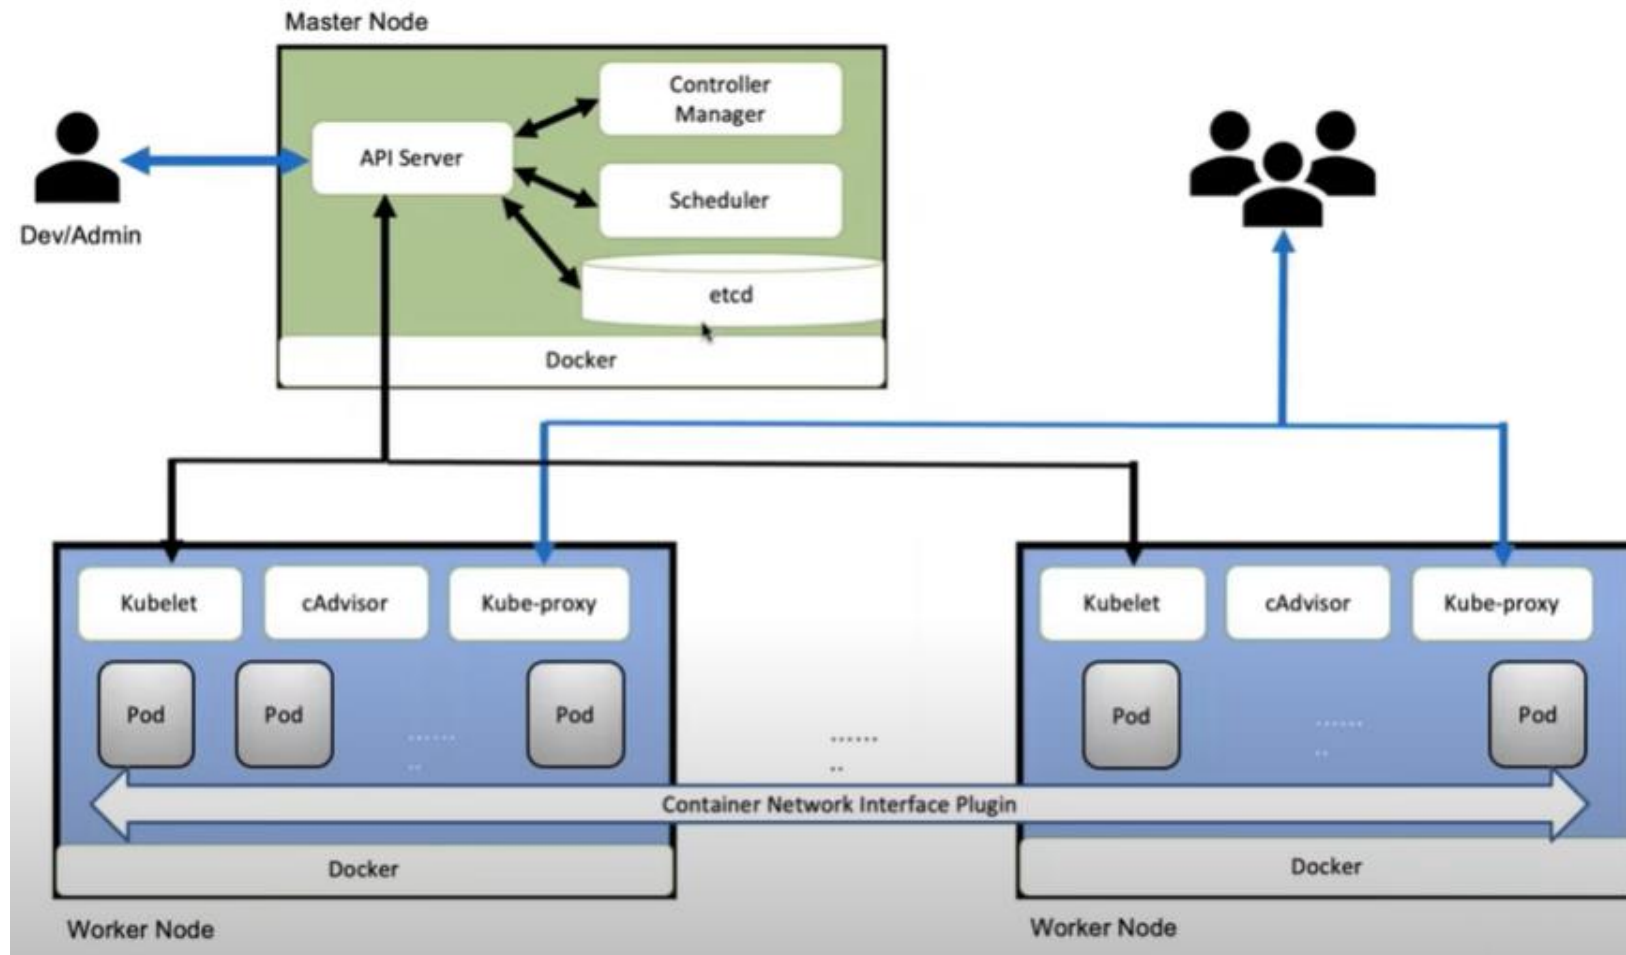 Master Node
Controller
Manager
API Server
Scheduler
etcd
Docker
Dev/Admin
Kubelet
cAdvisor
Kube-proxy
Pod
Pod
......
..
Pod
Docker
Worker Node
......
..
Container Network Interface Plugin
Kubelet
cAdvisor
Kube-proxy
Pod
......
..
Pod
Docker
Worker Node